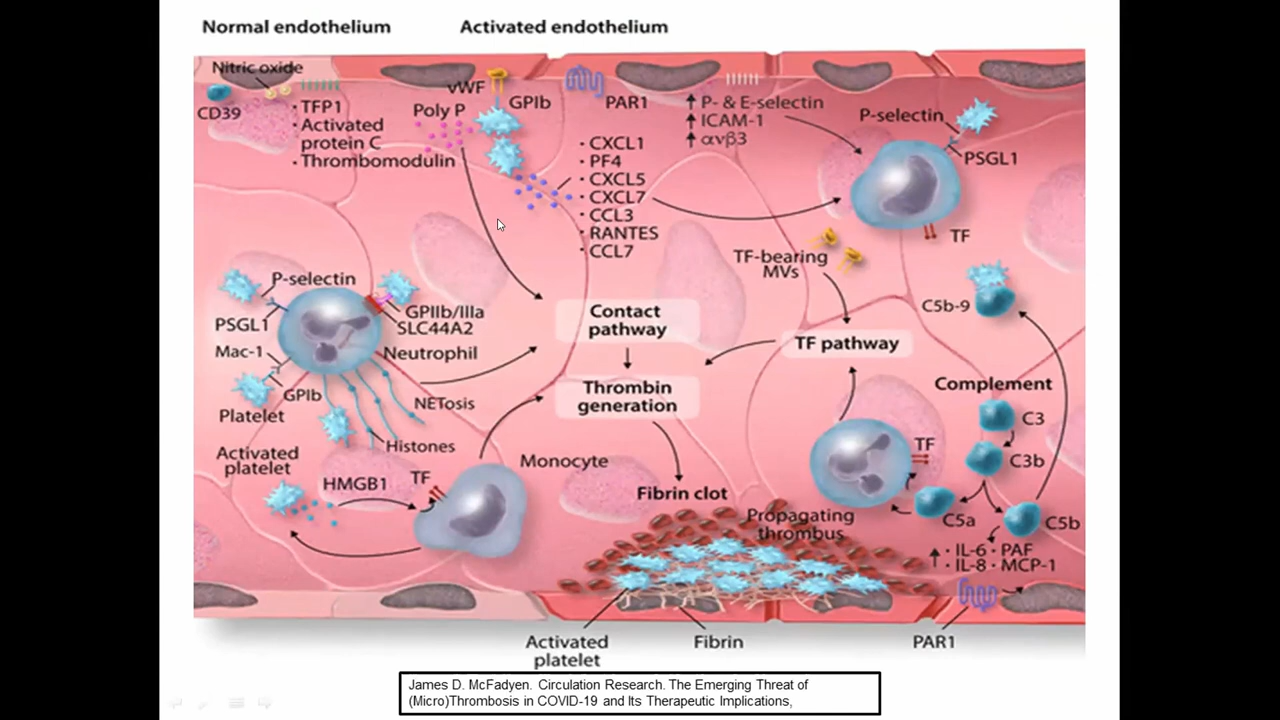 Normal endothelium
Activated endothelium
Nitric oxide
CD39
· TFP1
· Activated
protein C
· Thrombomodulin
vWF
Poly P
GPIb
PAR1
· CXCL1
· PF4
· CXCL5
· CXCL7
· CCL3
· RANTES
· CCL7
↑ P- & E-selectin
↑ ICAM-1
↑ αvβ3
P-selectin
PSGL1
TF
TF-bearing
MVs
P-selectin
PSGL1
GPIIb/IIIa
SLC44A2
Mac-1
Neutrophil
GPIb
Platelet
NETosis
Histones
Contact
pathway
Thrombin
generation
TF pathway
C5b-9
Complement
C3
C3b
C5a
C5b
TF
Activated
platelet
HMGB1
TF
Monocyte
Fibrin clot
Propagating
thrombus
↑ · IL-6 · PAF
· IL-8 · MCP-1
Activated
platelet
Fibrin
PAR1
James D. McFadyen. Circulation Research. The Emerging Threat of
(Micro)Thrombosis in COVID-19 and Its Therapeutic Implications,